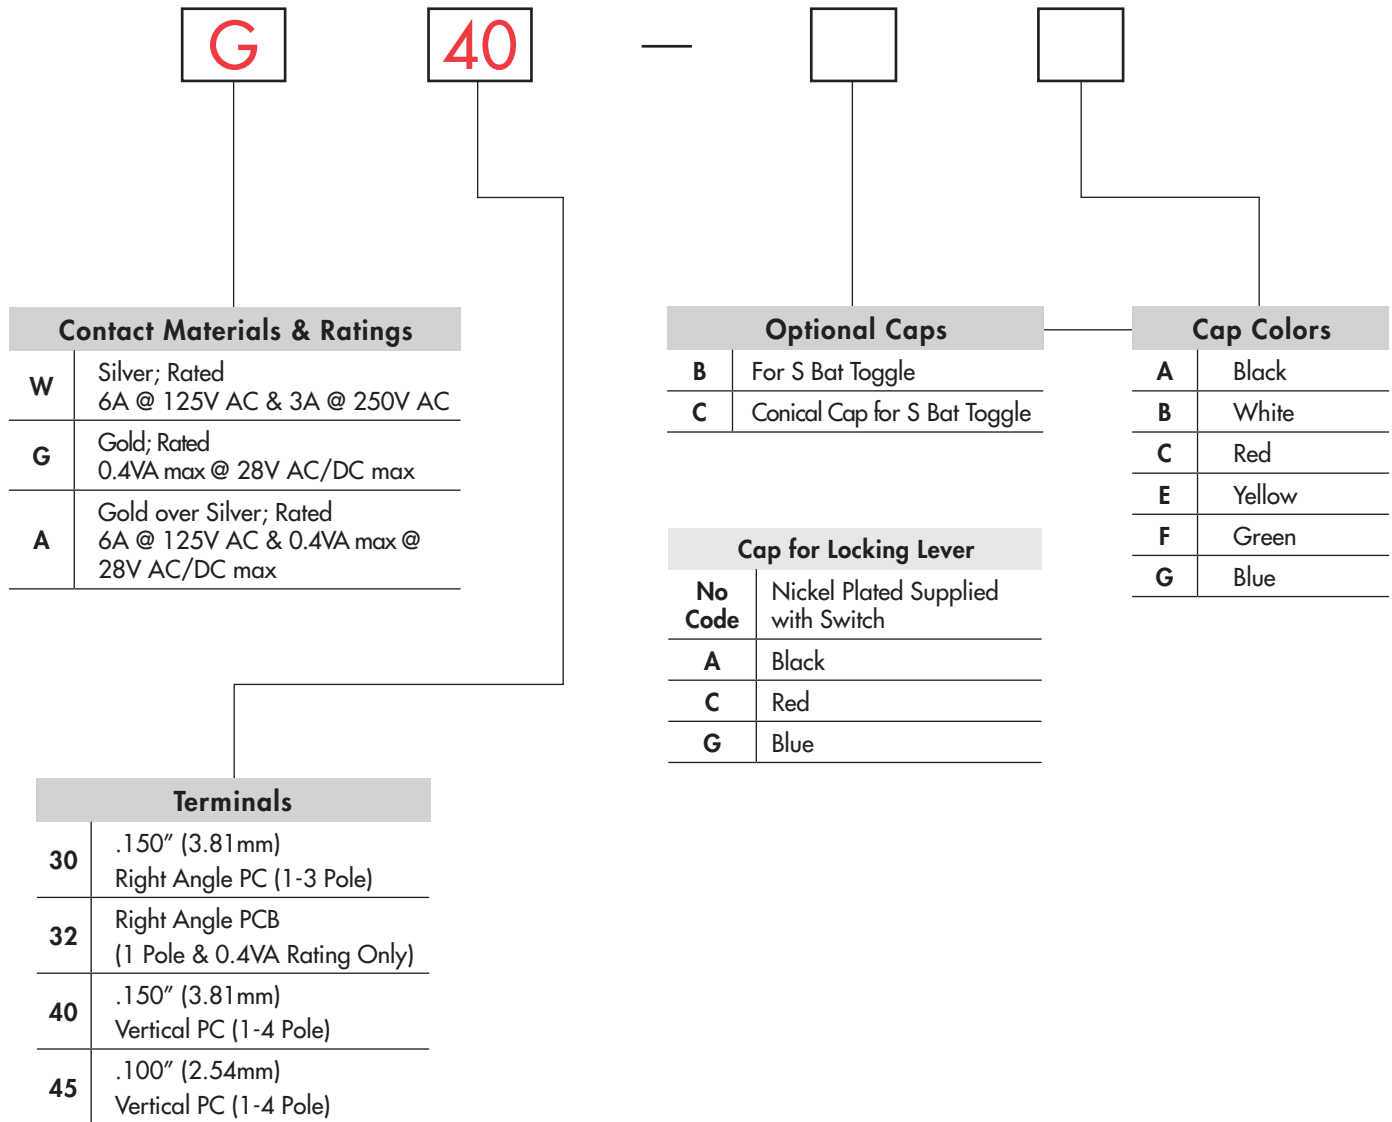 G 40 —
Contact Materials & Ratings
W Silver; Rated
6A @ 125V AC & 3A @ 250V AC
G Gold; Rated
0.4VA max @ 28V AC/DC max
A Gold over Silver; Rated
6A @ 125V AC & 0.4VA max @
28V AC/DC max
Terminals
30 .150" (3.81mm)
Right Angle PC (1-3 Pole)
32 Right Angle PCB
(1 Pole & 0.4VA Rating Only)
40 .150" (3.81mm)
Vertical PC (1-4 Pole)
45 .100" (2.54mm)
Vertical PC (1-4 Pole)
Optional Caps
B For S Bat Toggle
C Conical Cap for S Bat Toggle
Cap for Locking Lever
No Code Nickel Plated Supplied
with Switch
A Black
C Red
G Blue
Cap Colors
A Black
B White
C Red
E Yellow
F Green
G Blue